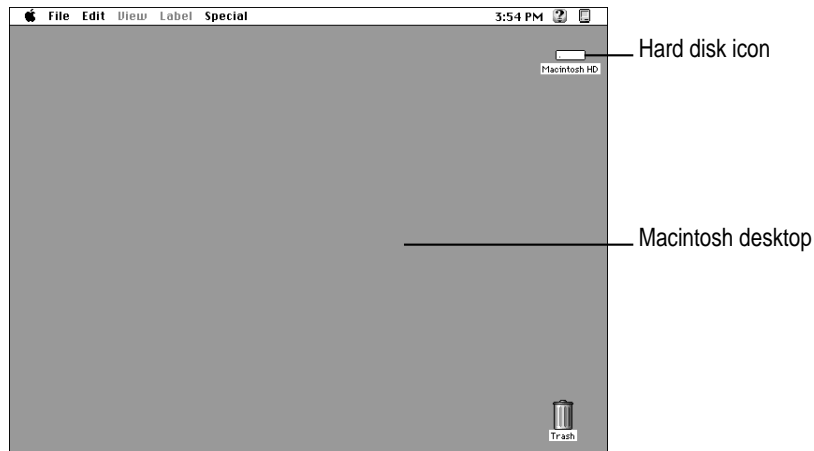 File Edit View Label Special 3:54 PM
Hard disk icon
Macintosh HD
Macintosh desktop
Trash